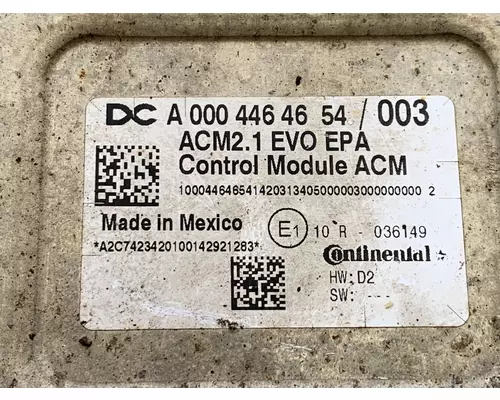 DC A 000 446 46 54 / 003
ACM2.1 EVO EPA
Control Module ACM
10004464654142031340500000300000000 2
Made in Mexico
E1 10 R - 036149
*A2C7423420100142921283*
Continental
HW: D2
SW: ---